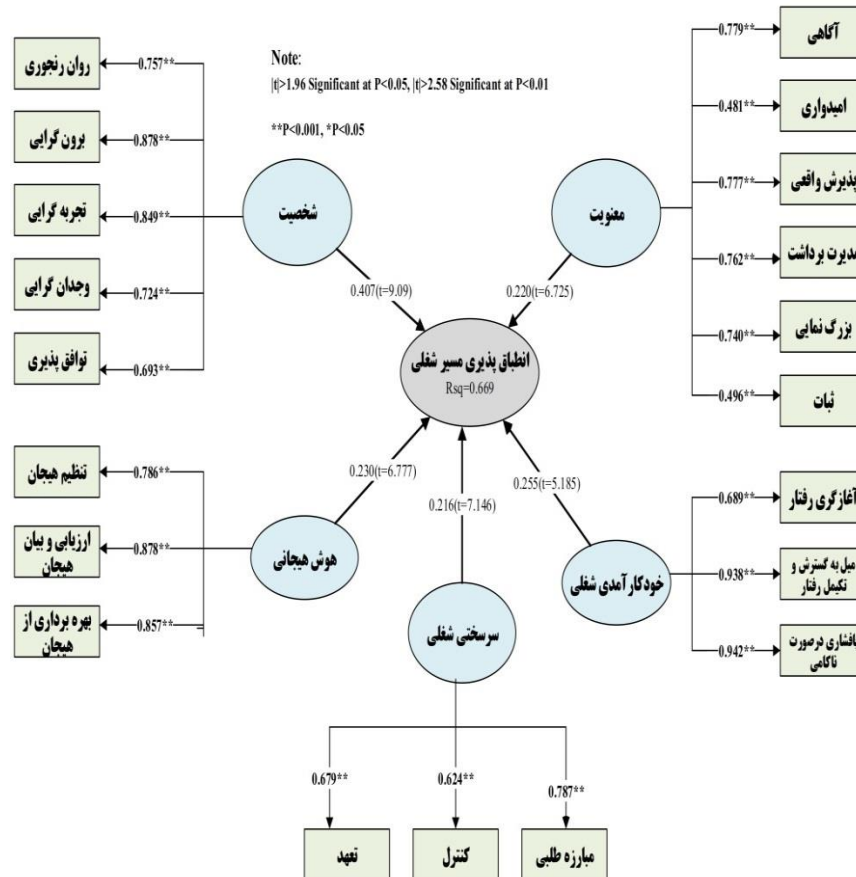 Note:
|t|>1.96 Significant at P<0.05, |t|>2.58 Significant at P<0.01
**P<0.001, *P<0.05
روان رنجوری
0.757**
برون گرایی
0.878**
تجربه گرایی
0.849**
وجدان گرایی
0.724**
توافق پذیری
0.693**
شخصیت
0.407(t=9.09)
آگاهی
0.779**
امیدواری
0.481**
پذیرش واقعی
0.777**
مدیرت برداشت
0.762**
بزرگ نمایی
0.740**
ثبات
0.496**
معنویت
0.220(t=6.725)
انطباق پذیری مسیر شغلی
Rsq=0.669
تنظیم هیجان
0.786**
ارزیابی و بیان
هیجان
0.878**
بهره برداری از
هیجان
0.857**
هوش هیجانی
0.230(t=6.777)
0.216(t=7.146)
سرسختی شغلی
0.255(t=5.185)
خودکارآمدی شغلی
آغازگری رفتار
0.689**
میل به گسترش و
تکیمل رفتار
0.938**
پافشاری درصورت
ناکامی
0.942**
0.679**
0.624**
0.787**
تعهد
کنترل
مبارزه طلبی